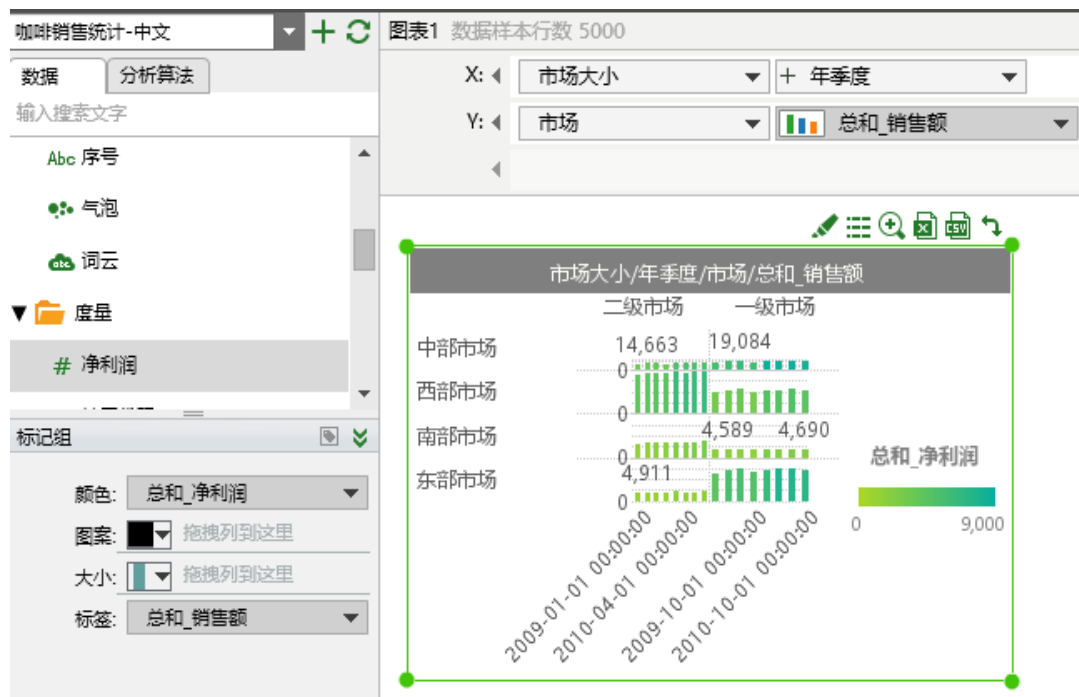 咖啡销售统计-中文
图表1 数据样本行数 5000
数据 分析算法
X: 市场大小 + 年季度
输入搜索文字
Y: 市场 总和_销售额
Abc 序号
气泡
abc 词云
度量
# 净利润
标记组
颜色: 总和_净利润
图案: 拖拽列到这里
大小: 拖拽列到这里
标签: 总和_销售额
X CSV
市场大小/年季度/市场/总和_销售额
二级市场 一级市场
中部市场 14,663 19,084
0
西部市场
0
南部市场 4,589 4,690
0
东部市场 4,911
0
2009-01-01 00:00:00
2010-04-01 00:00:00
2009-10-01 00:00:00
2010-10-01 00:00:00
总和_净利润
0 9,000